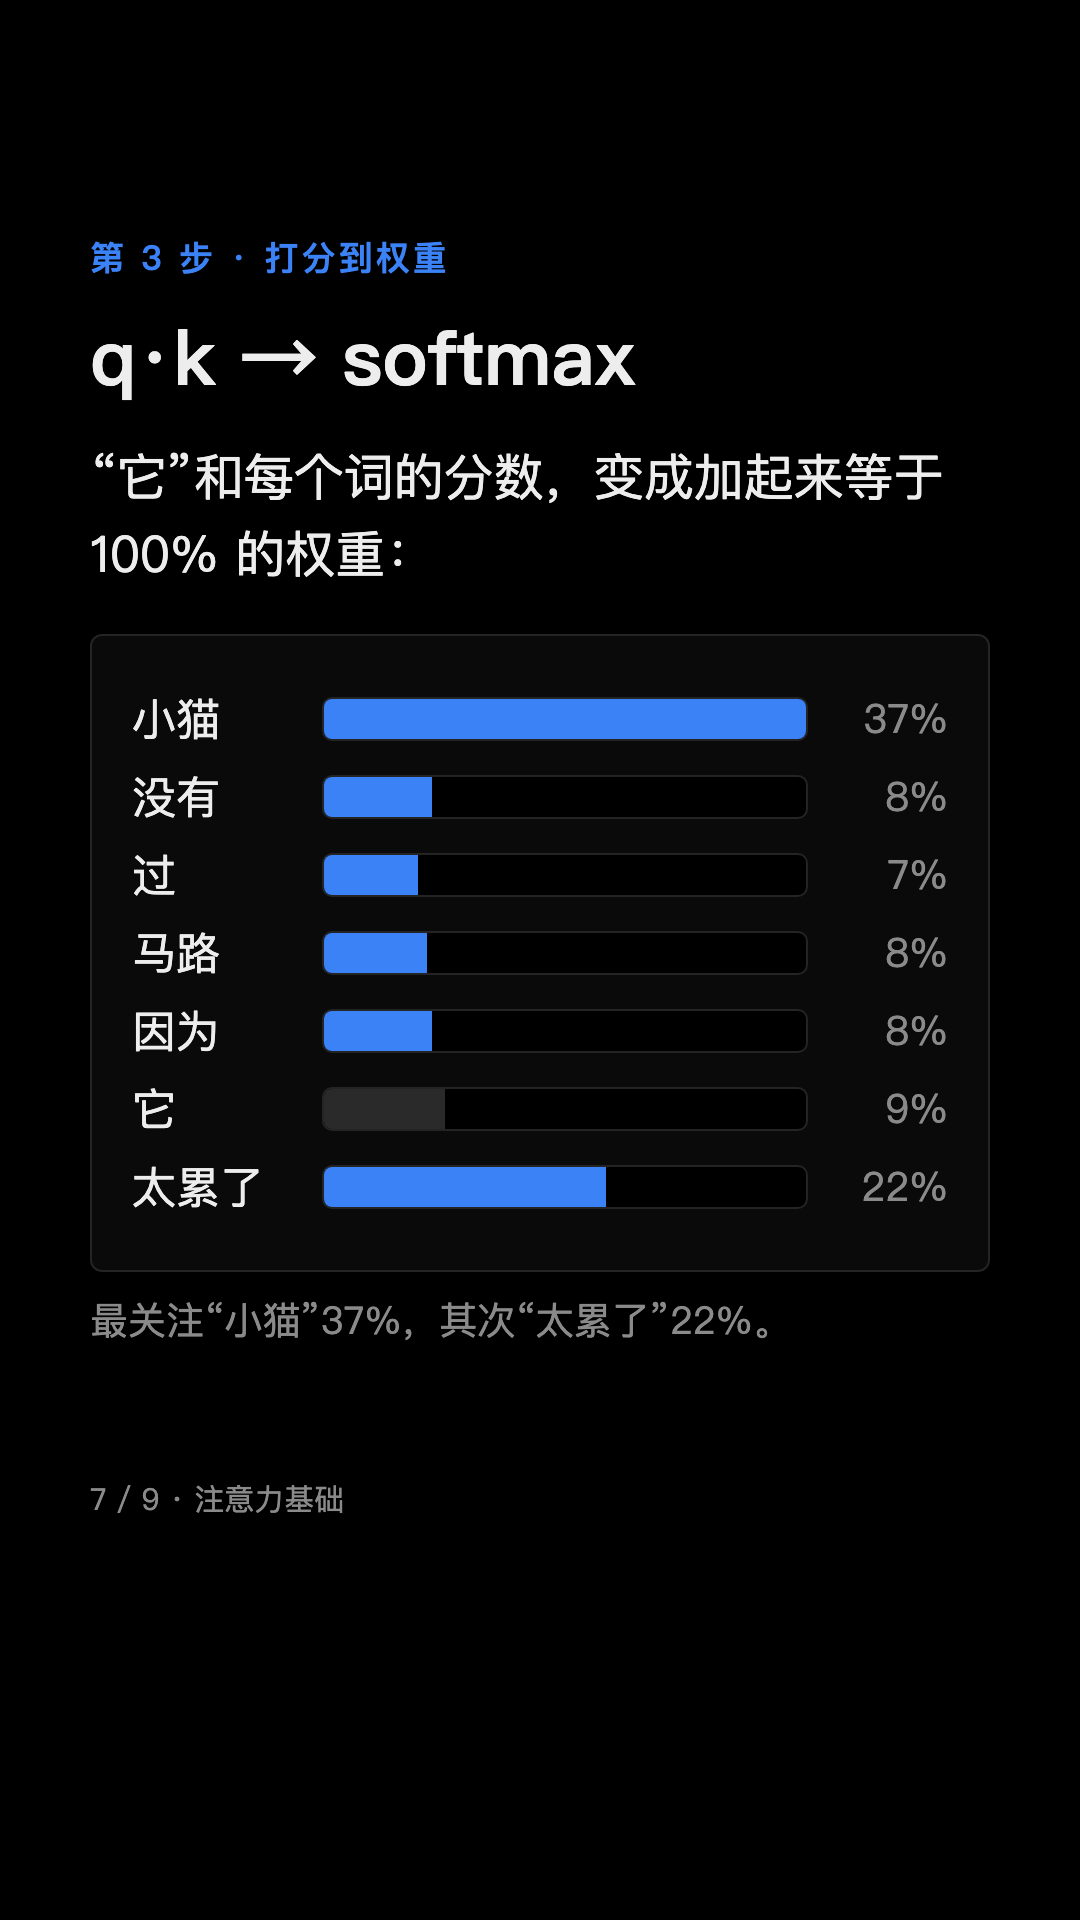 第 3 步 · 打分到权重
q·k → softmax
“它”和每个词的分数，变成加起来等于
100% 的权重：
小猫 37%
没有 8%
过 7%
马路 8%
因为 8%
它 9%
太累了 22%
最关注“小猫”37%，其次“太累了”22%。
7 / 9 · 注意力基础